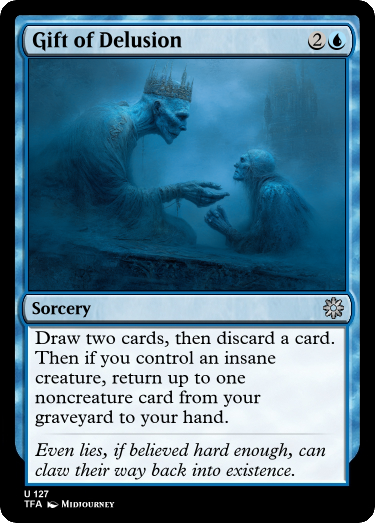 Gift of Delusion 2
Sorcery
Draw two cards, then discard a card.
Then if you control an insane
creature, return up to one
noncreature card from your
graveyard to your hand.
Even lies, if believed hard enough, can
claw their way back into existence.
U 127
TFA Midjourney